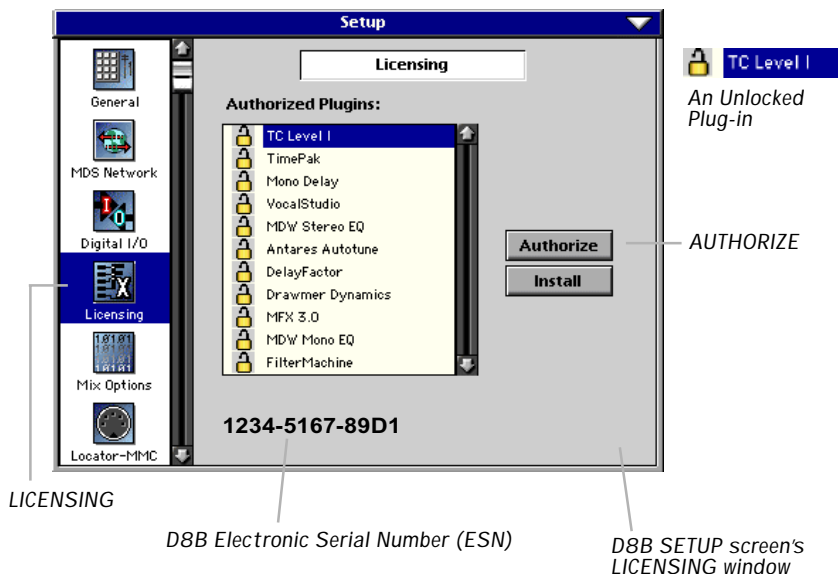 Setup
Licensing
General
MDS Network
Digital I/O
Licensing
Mix Options
Locator-MMC
Authorized Plugins:
TC Level I
TimePak
Mono Delay
VocalStudio
MDW Stereo EQ
Antares Autotune
DelayFactor
Drawmer Dynamics
MFX 3.0
MDW Mono EQ
FilterMachine
Authorize
Install
1234-5167-89D1
TC Level I
An Unlocked
Plug-in
AUTHORIZE
LICENSING
D8B Electronic Serial Number (ESN)
D8B SETUP screen's
LICENSING window